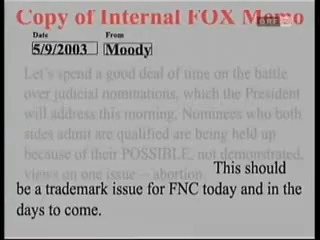 Copy of Internal FOX Memo
ORF
Date From
5/9/2003 Moody
Let's spend a good deal of time on the battle
over judicial nominations, which the President
will address this morning. Nominees who both
sides admit are qualified are being held up
because of their POSSIBLE, not demonstrated,
views on one issue -- abortion. This should
be a trademark issue for FNC today and in the
days to come.